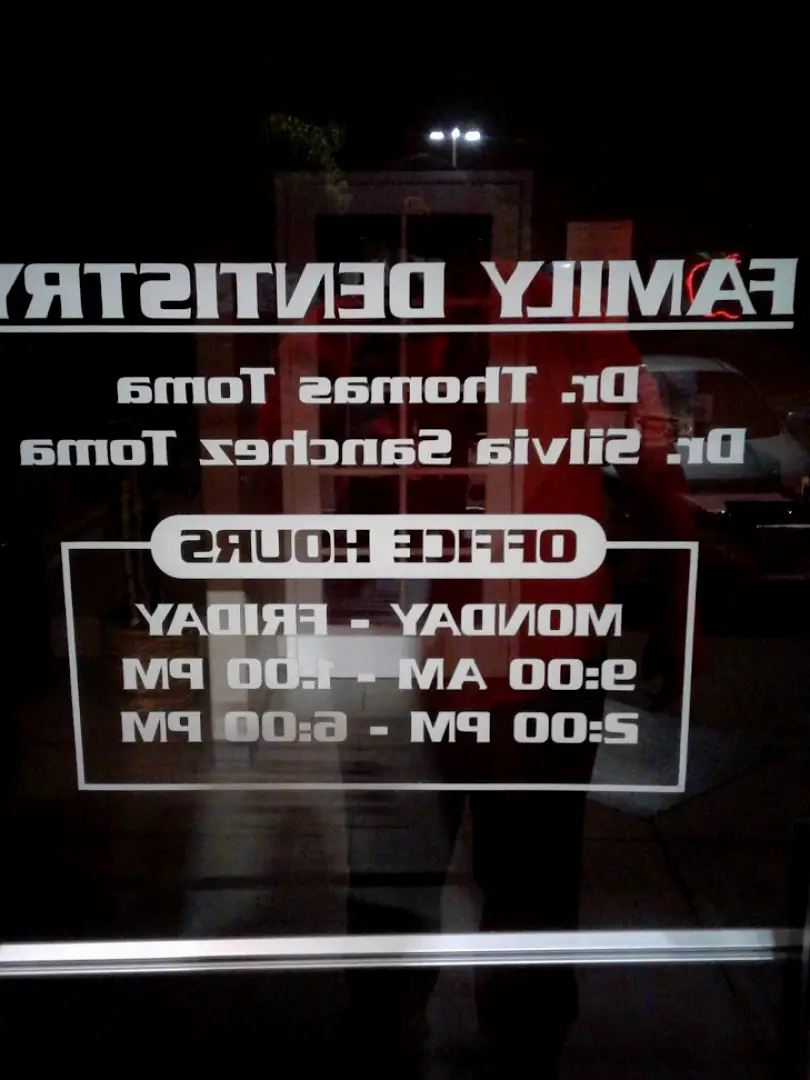 FAMILY DENTISTRY
Dr. Thomas Toma
Dr. Silvia Sanchez Toma
OFFICE HOURS
MONDAY - FRIDAY
9:00 AM - 1:00 PM
2:00 PM - 6:00 PM